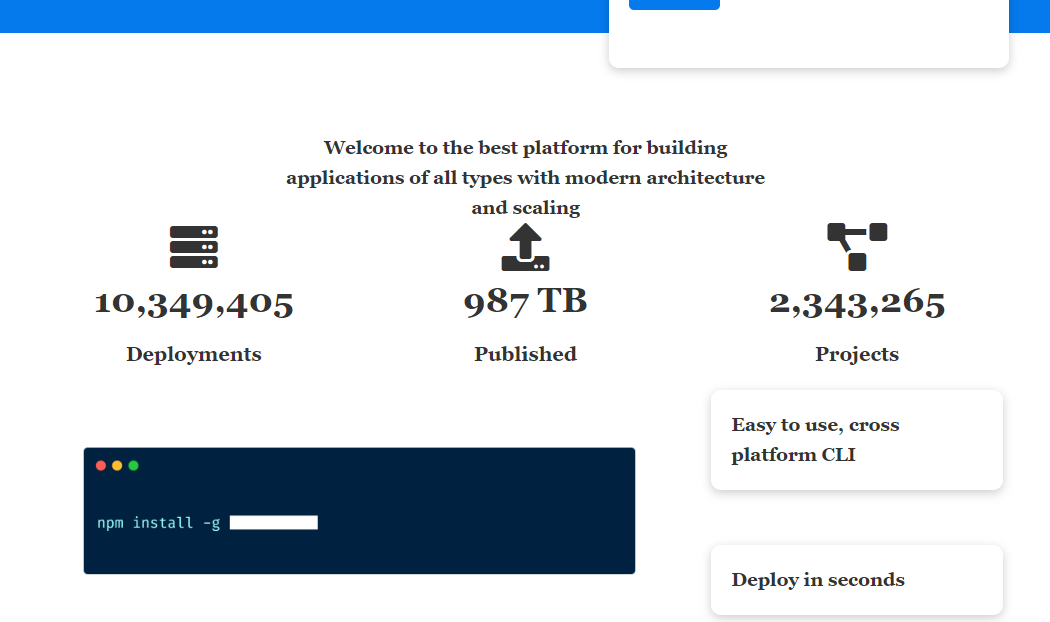 Welcome to the best platform for building
applications of all types with modern architecture
and scaling
10,349,405
Deployments
987 TB
Published
2,343,265
Projects
Easy to use, cross
platform CLI
npm install -g
Deploy in seconds